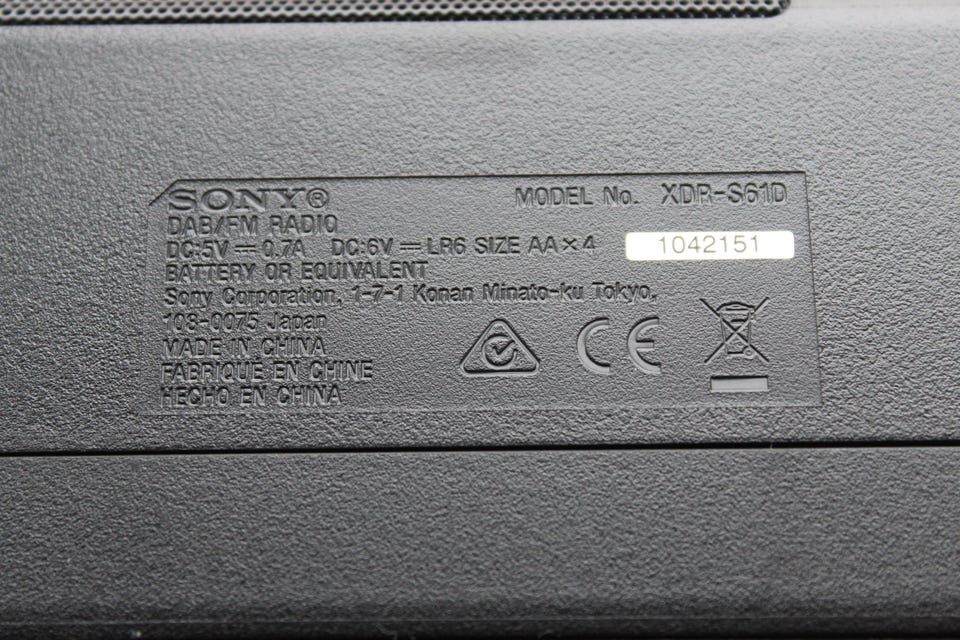 SONY® MODEL No. XDR-S61D
DAB/FM RADIO
DC:5V ⎓ 0.7A DC:6V ⎓ LR6 SIZE AA×4 1042151
BATTERY OR EQUIVALENT
Sony Corporation, 1-7-1 Konan Minato-ku Tokyo,
108-0075 Japan
MADE IN CHINA
FABRIQUÉ EN CHINE
HECHO EN CHINA
CE